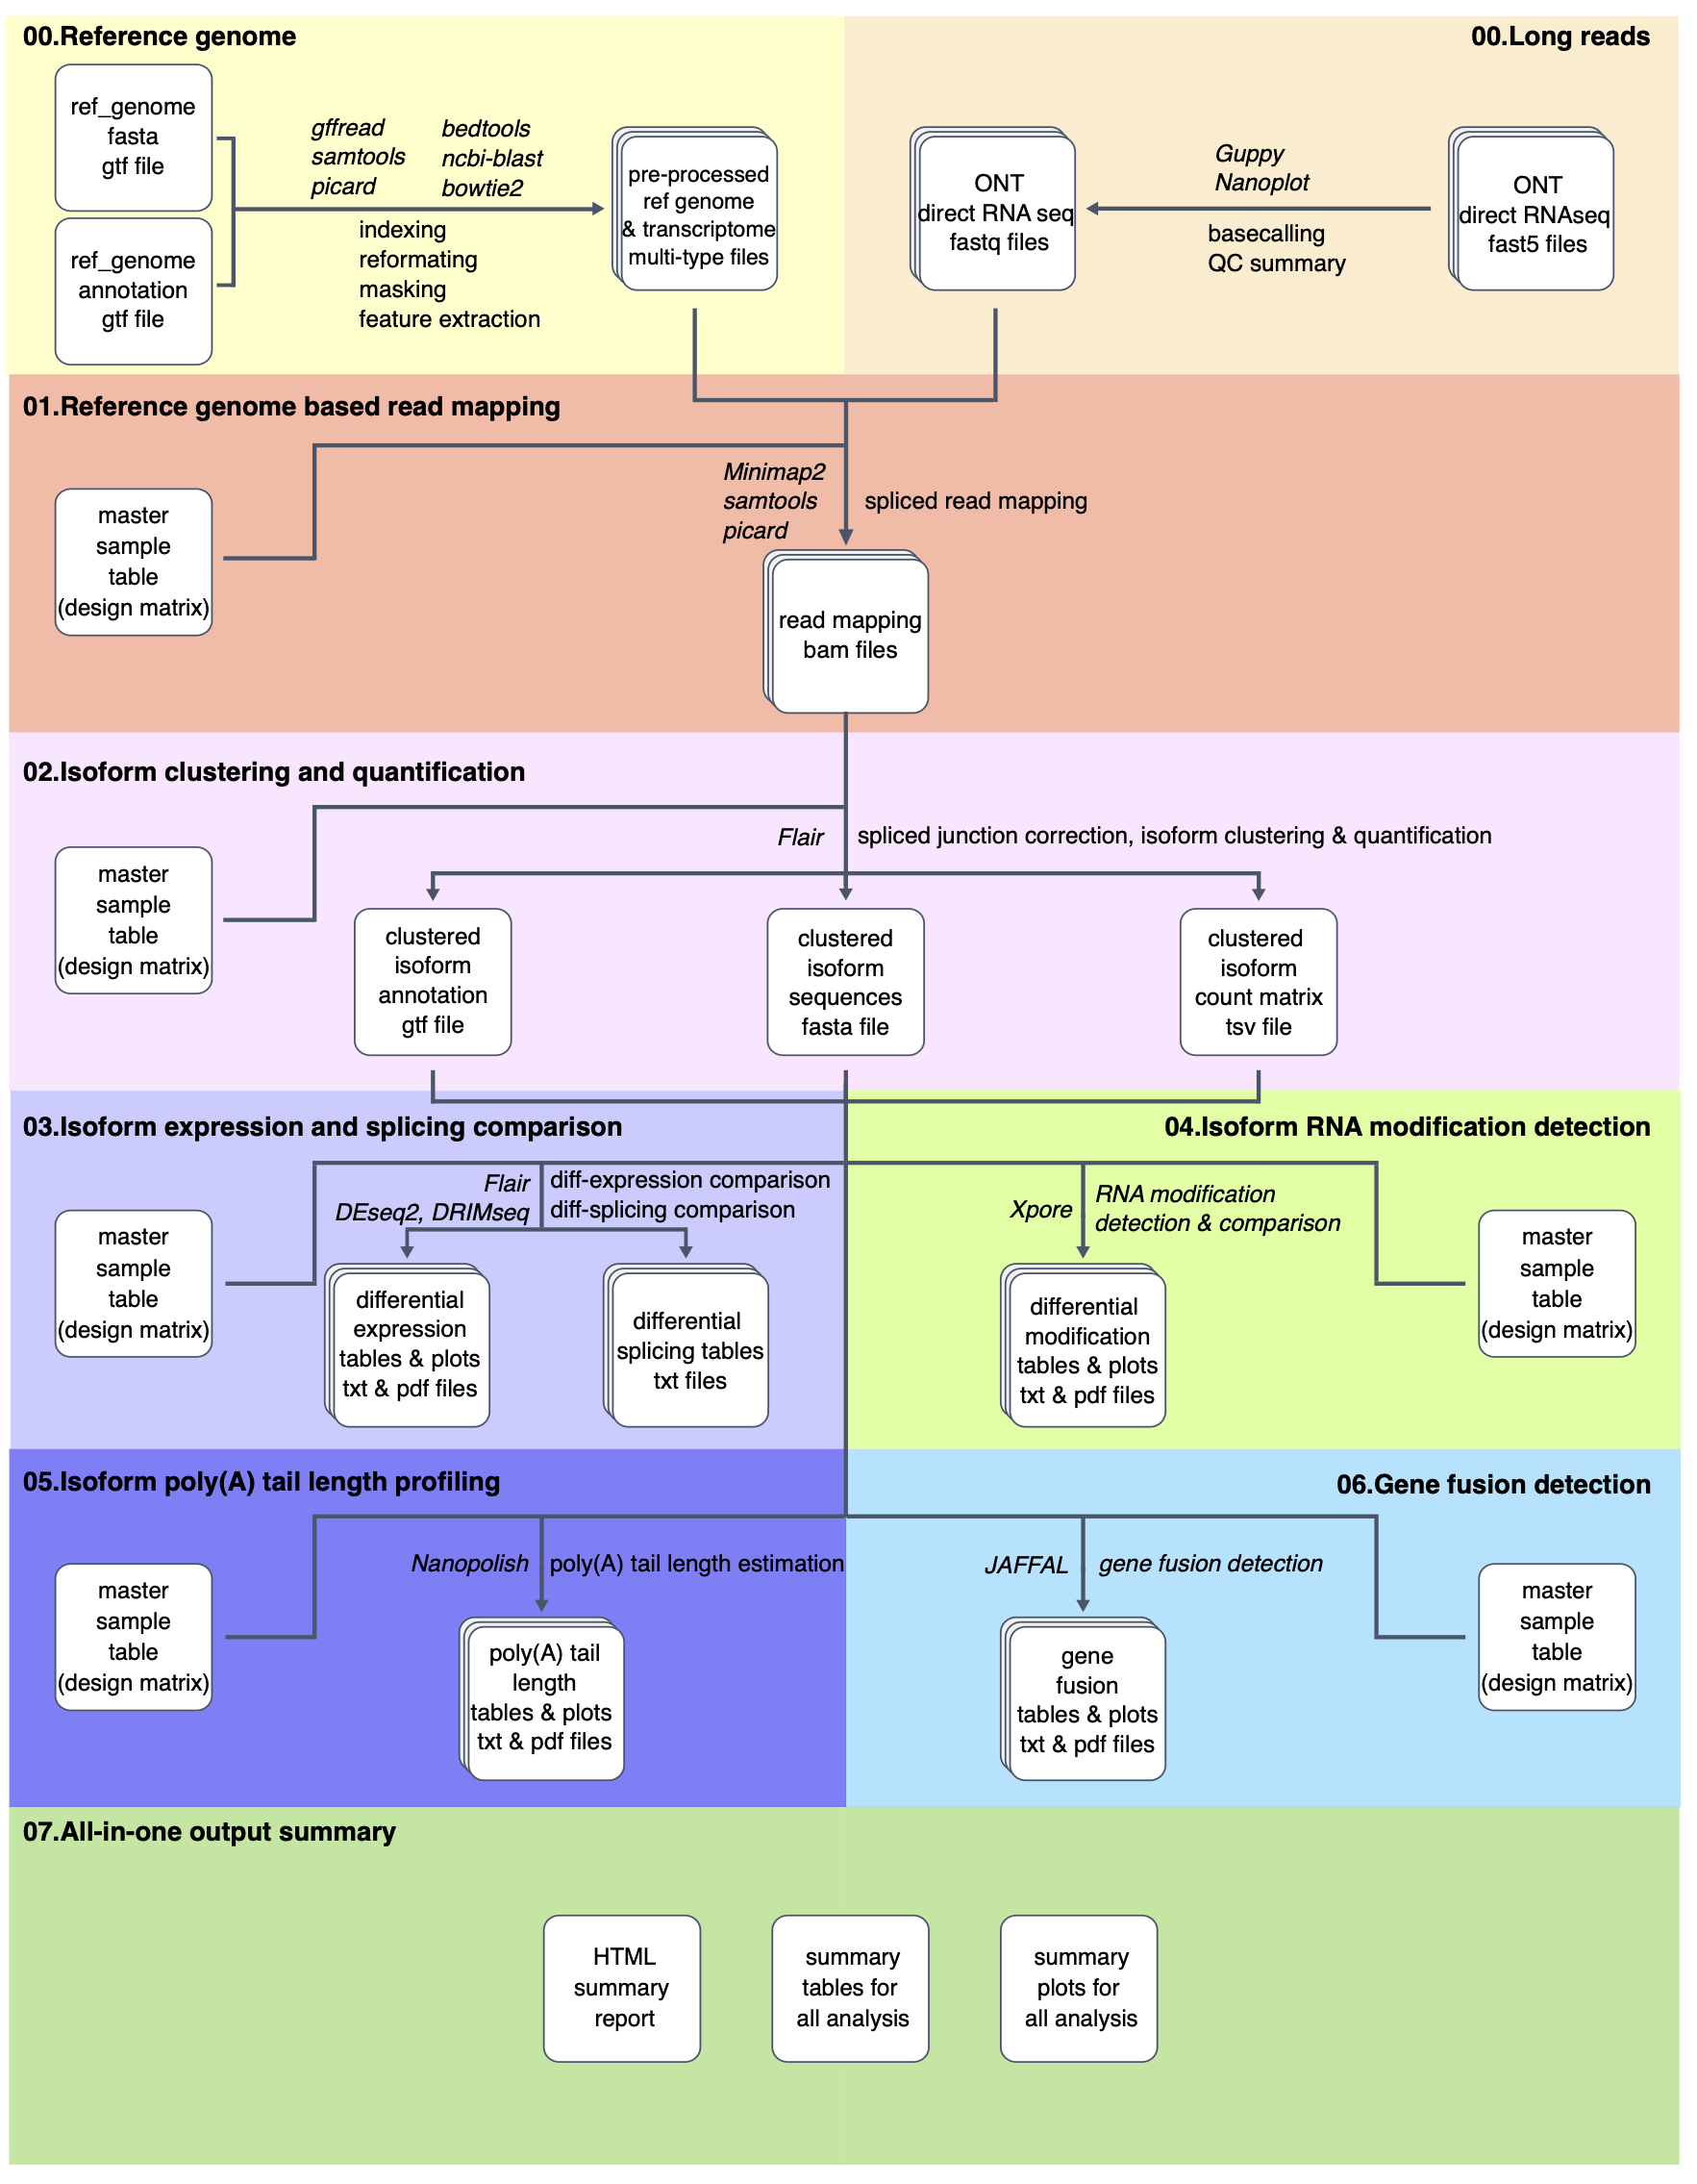 00.Reference genome
00.Long reads
ref_genome
fasta
gtf file
ref_genome
annotation
gtf file
gffread
samtools
picard
bedtools
ncbi-blast
bowtie2
indexing
reformating
masking
feature extraction
pre-processed
ref genome
& transcriptome
multi-type files
ONT
direct RNA seq
fastq files
Guppy
Nanoplot
basecalling
QC summary
ONT
direct RNAseq
fast5 files
01.Reference genome based read mapping
master
sample
table
(design matrix)
Minimap2
samtools
picard
spliced read mapping
read mapping
bam files
02.Isoform clustering and quantification
master
sample
table
(design matrix)
Flair
spliced junction correction, isoform clustering & quantification
clustered
isoform
annotation
gtf file
clustered
isoform
sequences
fasta file
clustered
isoform
count matrix
tsv file
03.Isoform expression and splicing comparison
master
sample
table
(design matrix)
Flair
DEseq2, DRIMseq
diff-expression comparison
diff-splicing comparison
differential
expression
tables & plots
txt & pdf files
differential
splicing tables
txt files
04.Isoform RNA modification detection
Xpore
RNA modification
detection & comparison
differential
modification
tables & plots
txt & pdf files
master
sample
table
(design matrix)
05.Isoform poly(A) tail length profiling
master
sample
table
(design matrix)
Nanopolish
poly(A) tail length estimation
poly(A) tail
length
tables & plots
txt & pdf files
06.Gene fusion detection
JAFFAL
gene fusion detection
gene
fusion
tables & plots
txt & pdf files
master
sample
table
(design matrix)
07.All-in-one output summary
HTML
summary
report
summary
tables for
all analysis
summary
plots for
all analysis